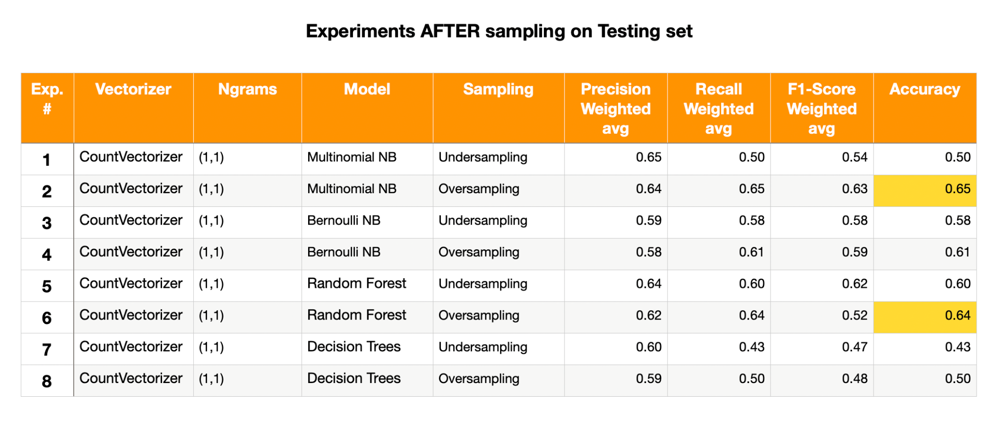 Experiments AFTER sampling on Testing set
Exp. # Vectorizer Ngrams Model Sampling Precision Weighted avg Recall Weighted avg F1-Score Weighted avg Accuracy
1 CountVectorizer (1,1) Multinomial NB Undersampling 0.65 0.50 0.54 0.50
2 CountVectorizer (1,1) Multinomial NB Oversampling 0.64 0.65 0.63 0.65
3 CountVectorizer (1,1) Bernoulli NB Undersampling 0.59 0.58 0.58 0.58
4 CountVectorizer (1,1) Bernoulli NB Oversampling 0.58 0.61 0.59 0.61
5 CountVectorizer (1,1) Random Forest Undersampling 0.64 0.60 0.62 0.60
6 CountVectorizer (1,1) Random Forest Oversampling 0.62 0.64 0.52 0.64
7 CountVectorizer (1,1) Decision Trees Undersampling 0.60 0.43 0.47 0.43
8 CountVectorizer (1,1) Decision Trees Oversampling 0.59 0.50 0.48 0.50